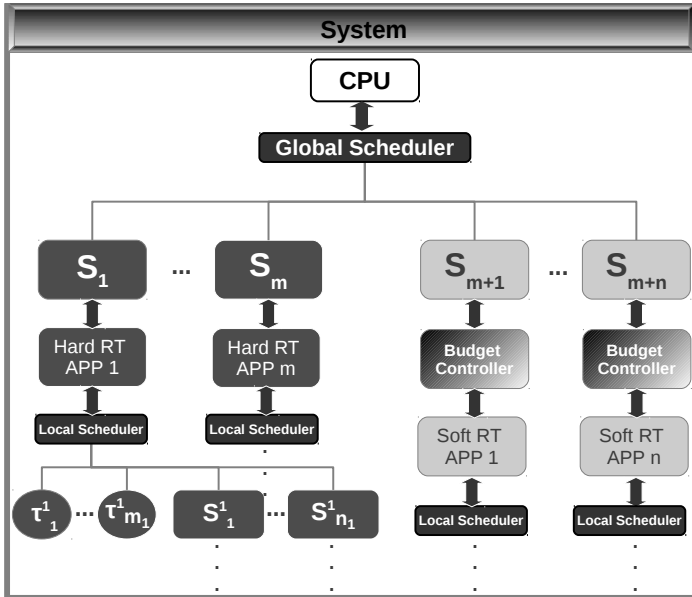 System
CPU
Global Scheduler
S1 ... Sm Sm+1 ... Sm+n
Hard RT
APP 1
Hard RT
APP m
Budget
Controller
Budget
Controller
Local Scheduler
Local Scheduler
Soft RT
APP 1
Soft RT
APP n
τ¹₁ ... τ¹m₁ S¹₁ ... S¹n₁
Local Scheduler
Local Scheduler